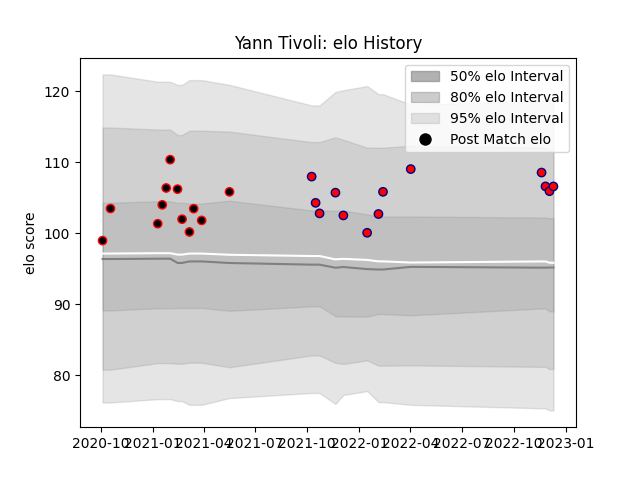 Yann Tivoli: elo History
50% elo Interval
80% elo Interval
95% elo Interval
Post Match elo
elo score
120
110
100
90
80
2020-10 2021-01 2021-04 2021-07 2021-10 2022-01 2022-04 2022-07 2022-10 2023-01